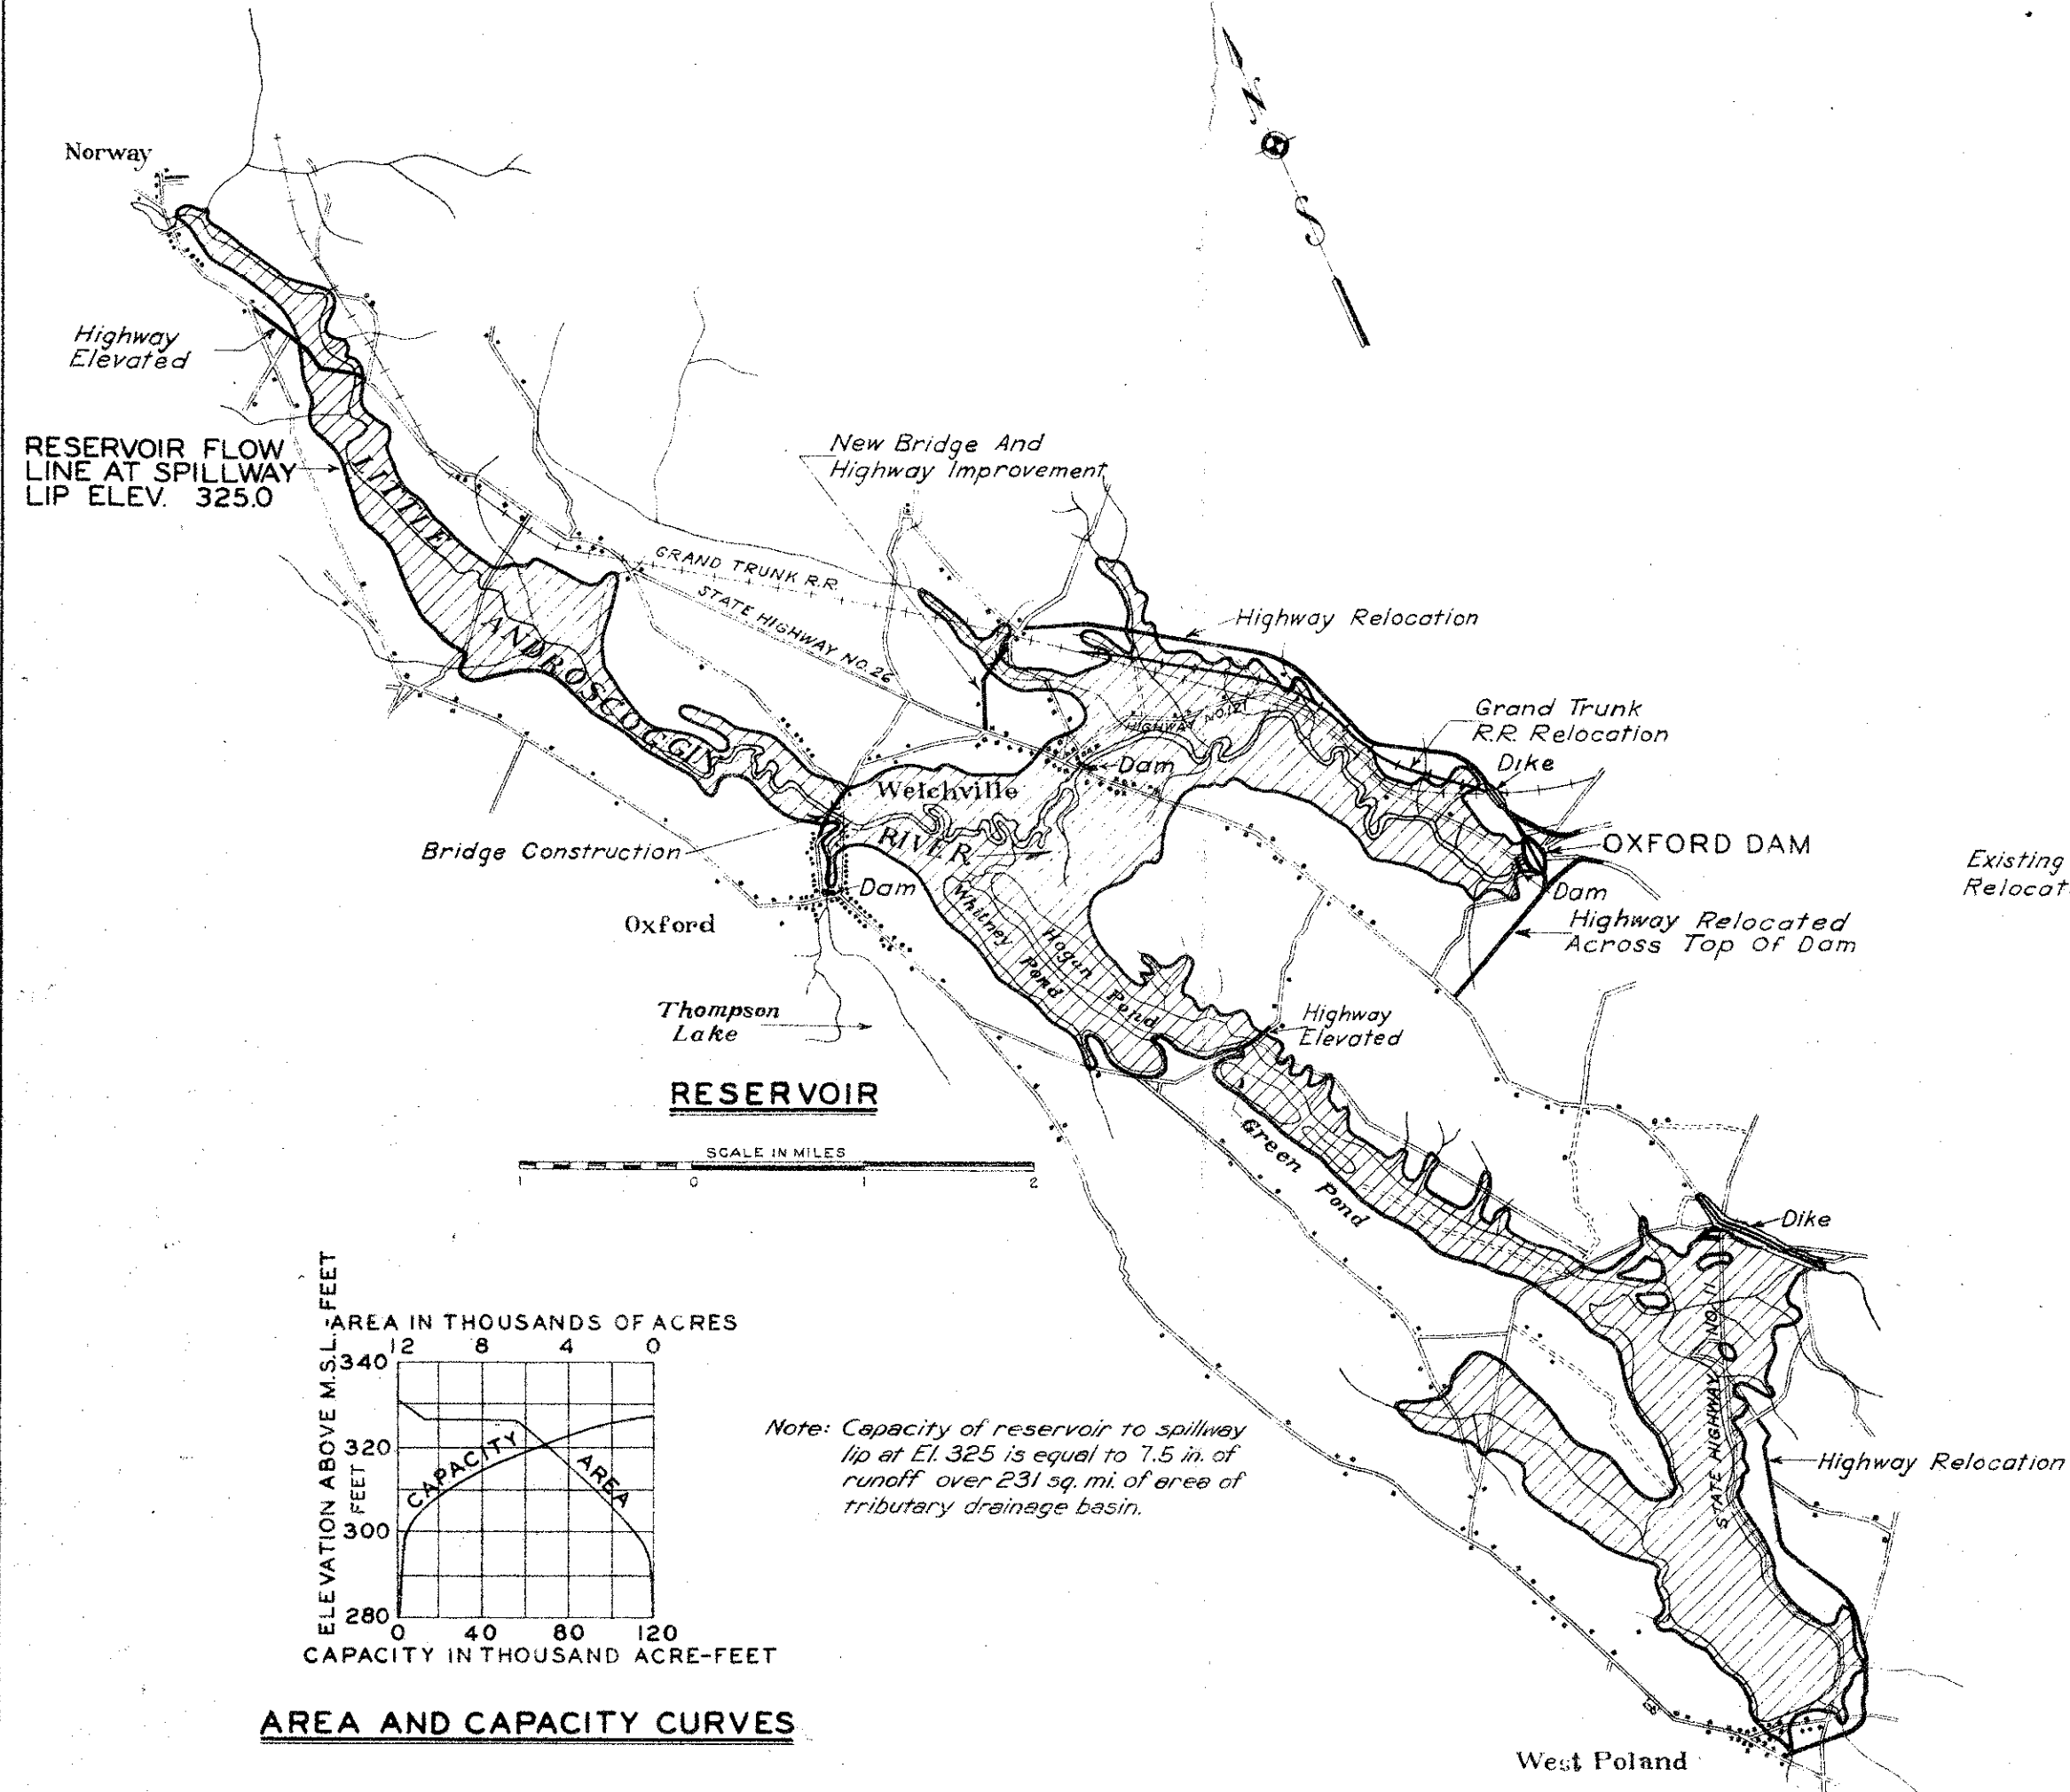 N
S
Norway
Highway
Elevated
RESERVOIR FLOW
LINE AT SPILLWAY
LIP ELEV. 325.0
LITTLE
ANDROSCOGGIN
RIVER
New Bridge And
Highway Improvement
GRAND TRUNK R.R.
STATE HIGHWAY NO. 26
Highway Relocation
HIGHWAY NO. 121
Grand Trunk
R.R. Relocation
Dike
Dam
Welchville
OXFORD DAM
Dam
Highway Relocated
Across Top Of Dam
Existing
Relocat
Bridge Construction
Dam
Oxford
Whitney
Pond
Hogan
Pond
Thompson
Lake
Highway
Elevated
Green Pond
RESERVOIR
SCALE IN MILES
1 0 1 2
Dike
STATE HIGHWAY NO. 11
Highway Relocation
West Poland
Note: Capacity of reservoir to spillway
lip at El. 325 is equal to 7.5 in. of
runoff over 231 sq. mi. of area of
tributary drainage basin.
AREA IN THOUSANDS OF ACRES
12 8 4 0
ELEVATION ABOVE M.S.L.-FEET
FEET
340
320
300
280
CAPACITY
AREA
0 40 80 120
CAPACITY IN THOUSAND ACRE-FEET
AREA AND CAPACITY CURVES